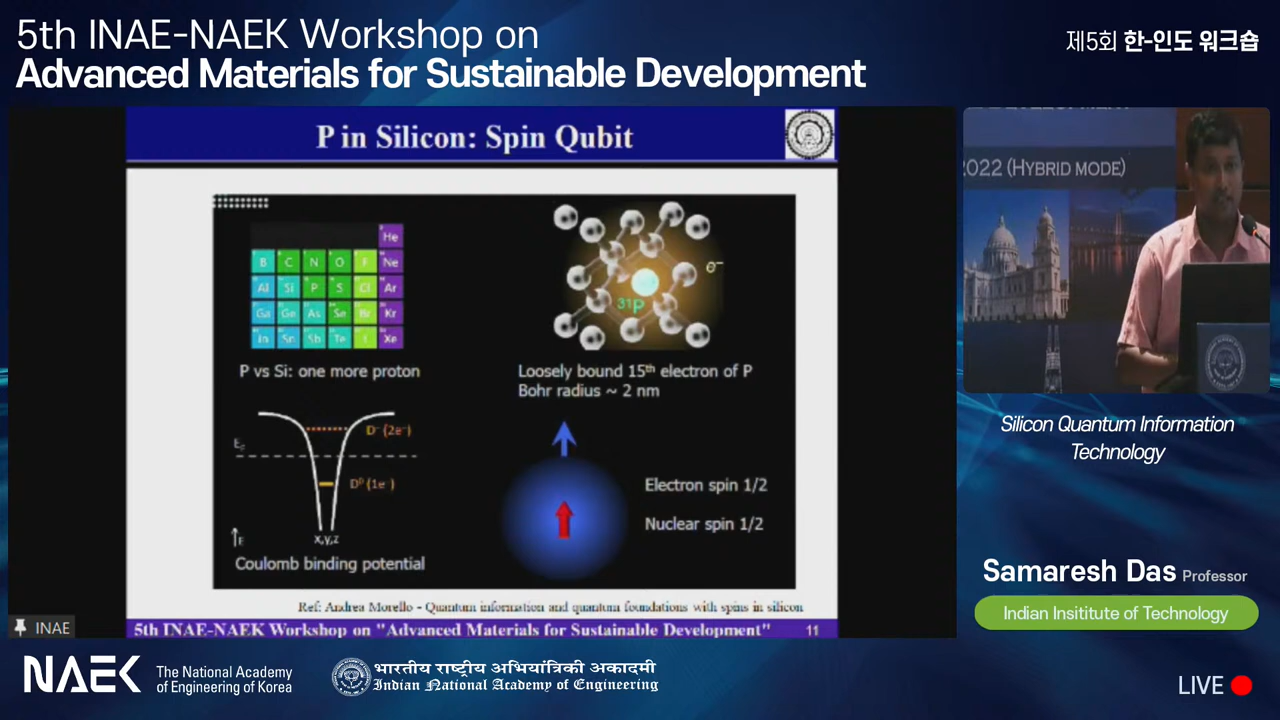 5th INAE-NAEK Workshop on
Advanced Materials for Sustainable Development
제5회 한-인도 워크숍
P in Silicon: Spin Qubit
He
B C N O F Ne
Al Si P S Cl Ar
Ga Ge As Se Br Kr
In Sn Sb Te I Xe
P vs Si: one more proton
e⁻
³¹P
Loosely bound 15th electron of P
Bohr radius ~ 2 nm
D⁻ (2e⁻)
D⁰ (1e⁻)
E
x,y,z
Coulomb binding potential
Electron spin 1/2
Nuclear spin 1/2
Ref: Andrea Morello - Quantum information and quantum foundations with spins in silicon
5th INAE-NAEK Workshop on "Advanced Materials for Sustainable Development" 11
INAE
2022 (HYBRID MODE)
Silicon Quantum Information
Technology
Samaresh Das Professor
Indian Insititute of Technology
NAEK
The National Academy
of Engineering of Korea
भारतीय राष्ट्रीय अभियांत्रिकी अकादमी
Indian National Academy of Engineering
LIVE